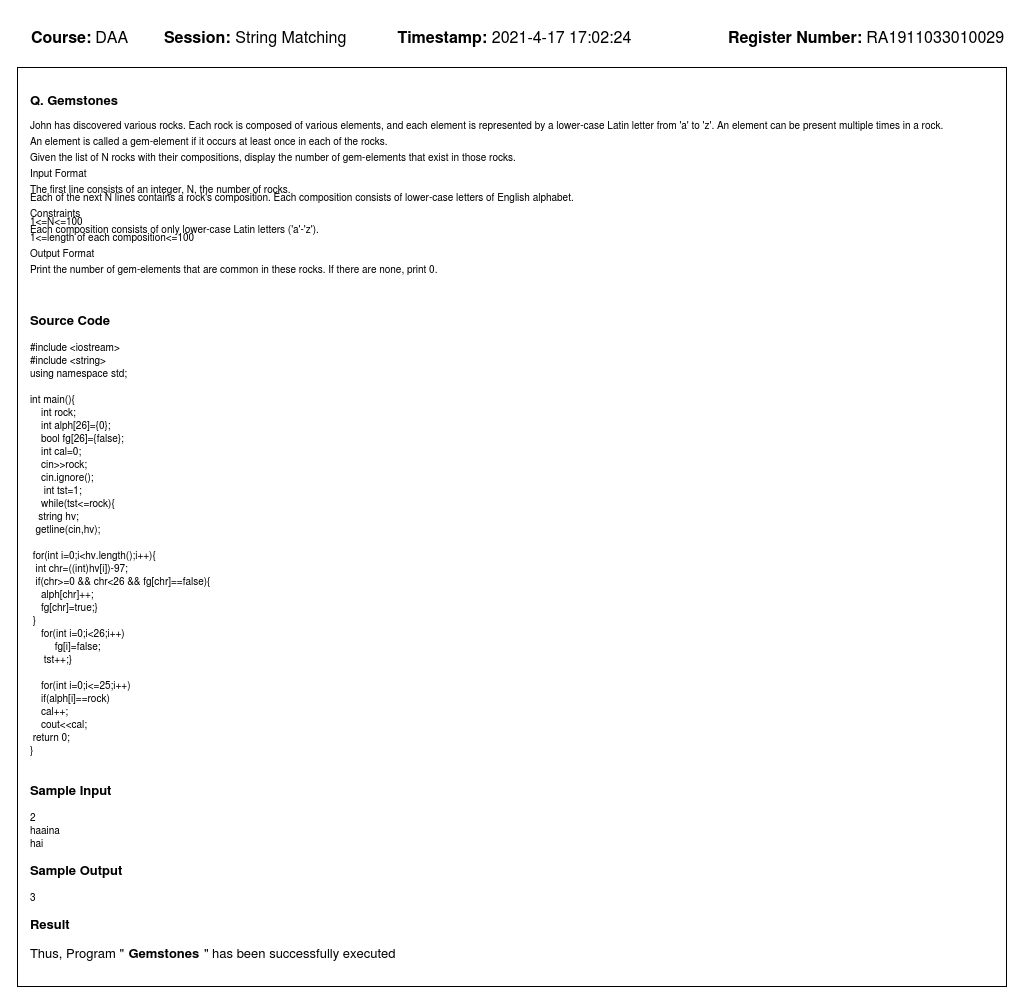 Course: DAA Session: String Matching Timestamp: 2021-4-17 17:02:24 Register Number: RA1911033010029
Q. Gemstones
John has discovered various rocks. Each rock is composed of various elements, and each element is represented by a lower-case Latin letter from 'a' to 'z'. An element can be present multiple times in a rock.
An element is called a gem-element if it occurs at least once in each of the rocks.
Given the list of N rocks with their compositions, display the number of gem-elements that exist in those rocks.
Input Format
The first line consists of an integer, N, the number of rocks.
Each of the next N lines contains a rock's composition. Each composition consists of lower-case letters of English alphabet.
Constraints
1<=N<=100
Each composition consists of only lower-case Latin letters ('a'-'z').
1<=length of each composition<=100
Output Format
Print the number of gem-elements that are common in these rocks. If there are none, print 0.
Source Code
#include <iostream>
#include <string>
using namespace std;
int main(){
int rock;
int alph[26]={0};
bool fg[26]={false};
int cal=0;
cin>>rock;
cin.ignore();
int tst=1;
while(tst<=rock){
string hv;
getline(cin,hv);
for(int i=0;i<hv.length();i++){
int chr=((int)hv[i])-97;
if(chr>=0 && chr<26 && fg[chr]==false){
alph[chr]++;
fg[chr]=true;}
}
for(int i=0;i<26;i++)
fg[i]=false;
tst++;}
for(int i=0;i<=25;i++)
if(alph[i]==rock)
cal++;
cout<<cal;
return 0;
}
Sample Input
2
haaina
hai
Sample Output
3
Result
Thus, Program " Gemstones " has been successfully executed